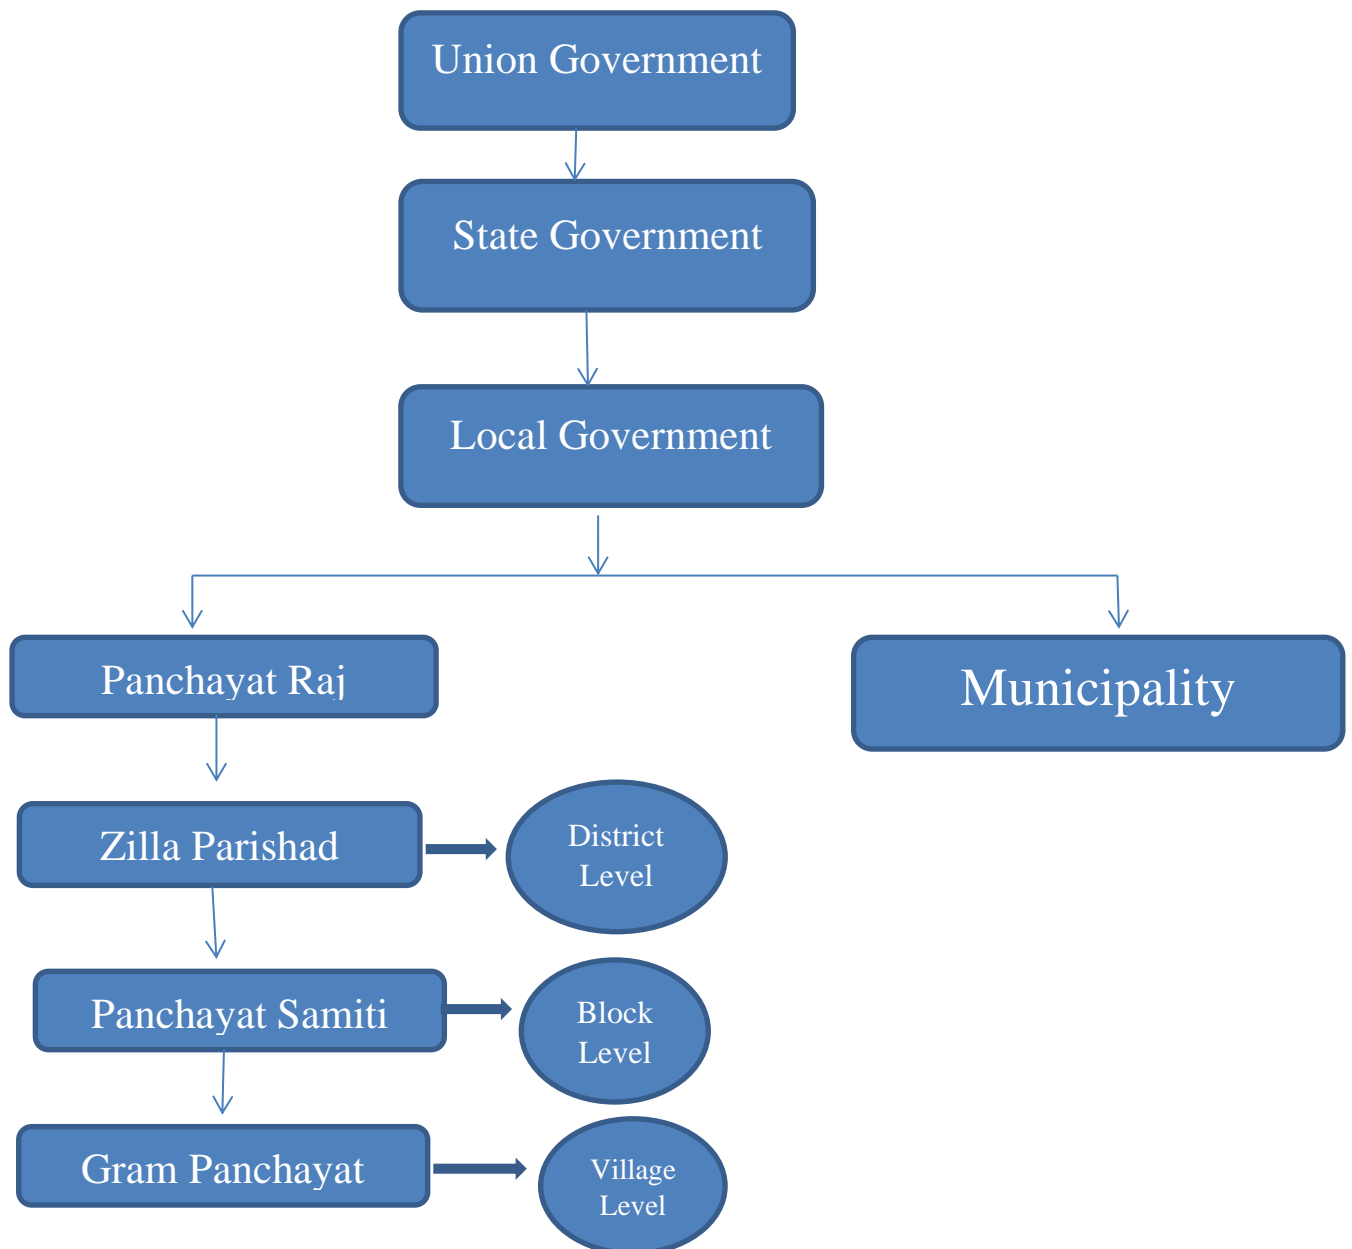 Union Government
State Government
Local Government
Panchayat Raj
Municipality
Zilla Parishad
District
Level
Panchayat Samiti
Block
Level
Gram Panchayat
Village
Level